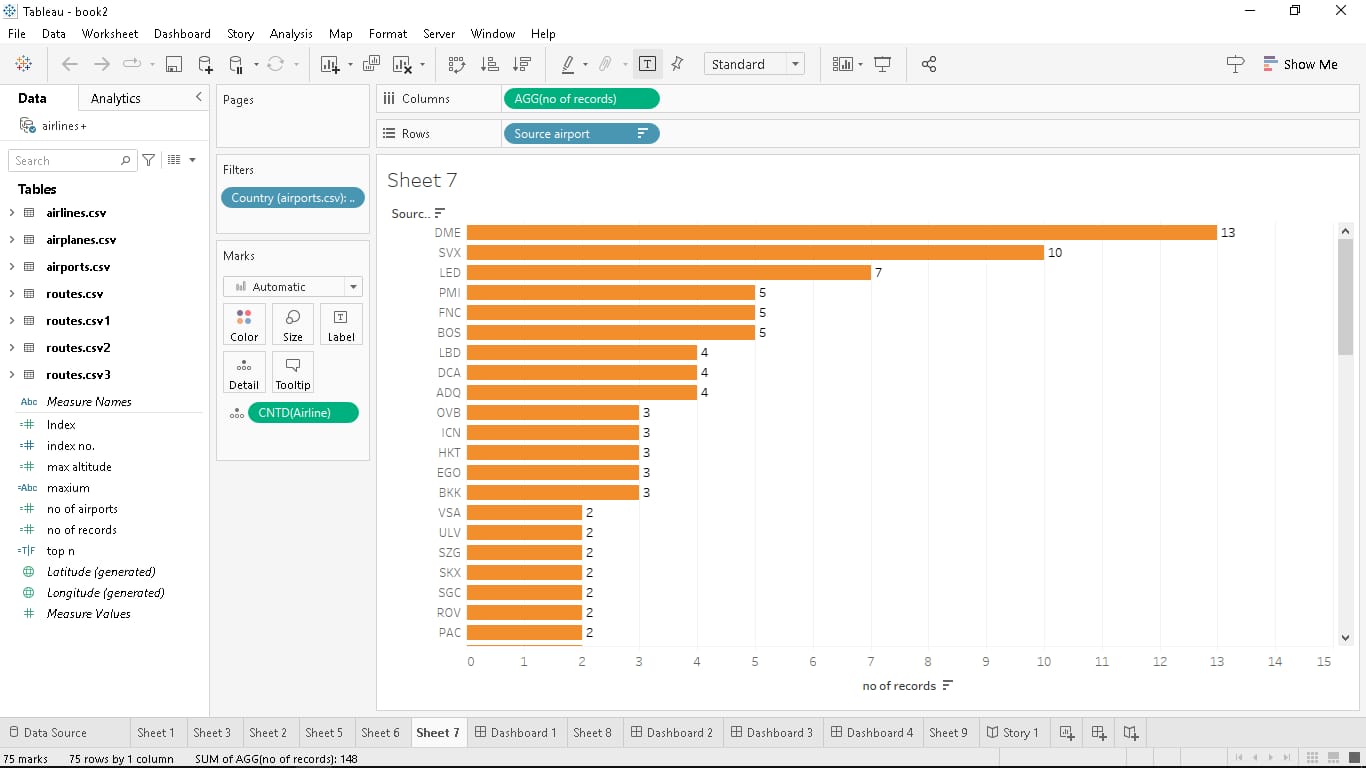 Tableau - book2
File Data Worksheet Dashboard Story Analysis Map Format Server Window Help
Standard
Show Me
Data Analytics
airlines+
Search
Tables
airlines.csv
airplanes.csv
airports.csv
routes.csv
routes.csv1
routes.csv2
routes.csv3
Abc Measure Names
Index
index no.
max altitude
=Abc maxium
no of airports
no of records
=T|F top n
Latitude (generated)
Longitude (generated)
Measure Values
Pages
Filters
Country (airports.csv): ..
Marks
Automatic
Color Size Label
Detail Tooltip
CNTD(Airline)
Columns AGG(no of records)
Rows Source airport
Sheet 7
Sourc..
DME 13
SVX 10
LED 7
PMI 5
FNC 5
BOS 5
LBD 4
DCA 4
ADQ 4
OVB 3
ICN 3
HKT 3
EGO 3
BKK 3
VSA 2
ULV 2
SZG 2
SKX 2
SGC 2
ROV 2
PAC 2
0 1 2 3 4 5 6 7 8 9 10 11 12 13 14 15
no of records
Data Source Sheet 1 Sheet 3 Sheet 2 Sheet 5 Sheet 6 Sheet 7 Dashboard 1 Sheet 8 Dashboard 2 Dashboard 3 Dashboard 4 Sheet 9 Story 1
75 marks 75 rows by 1 column SUM of AGG(no of records): 148